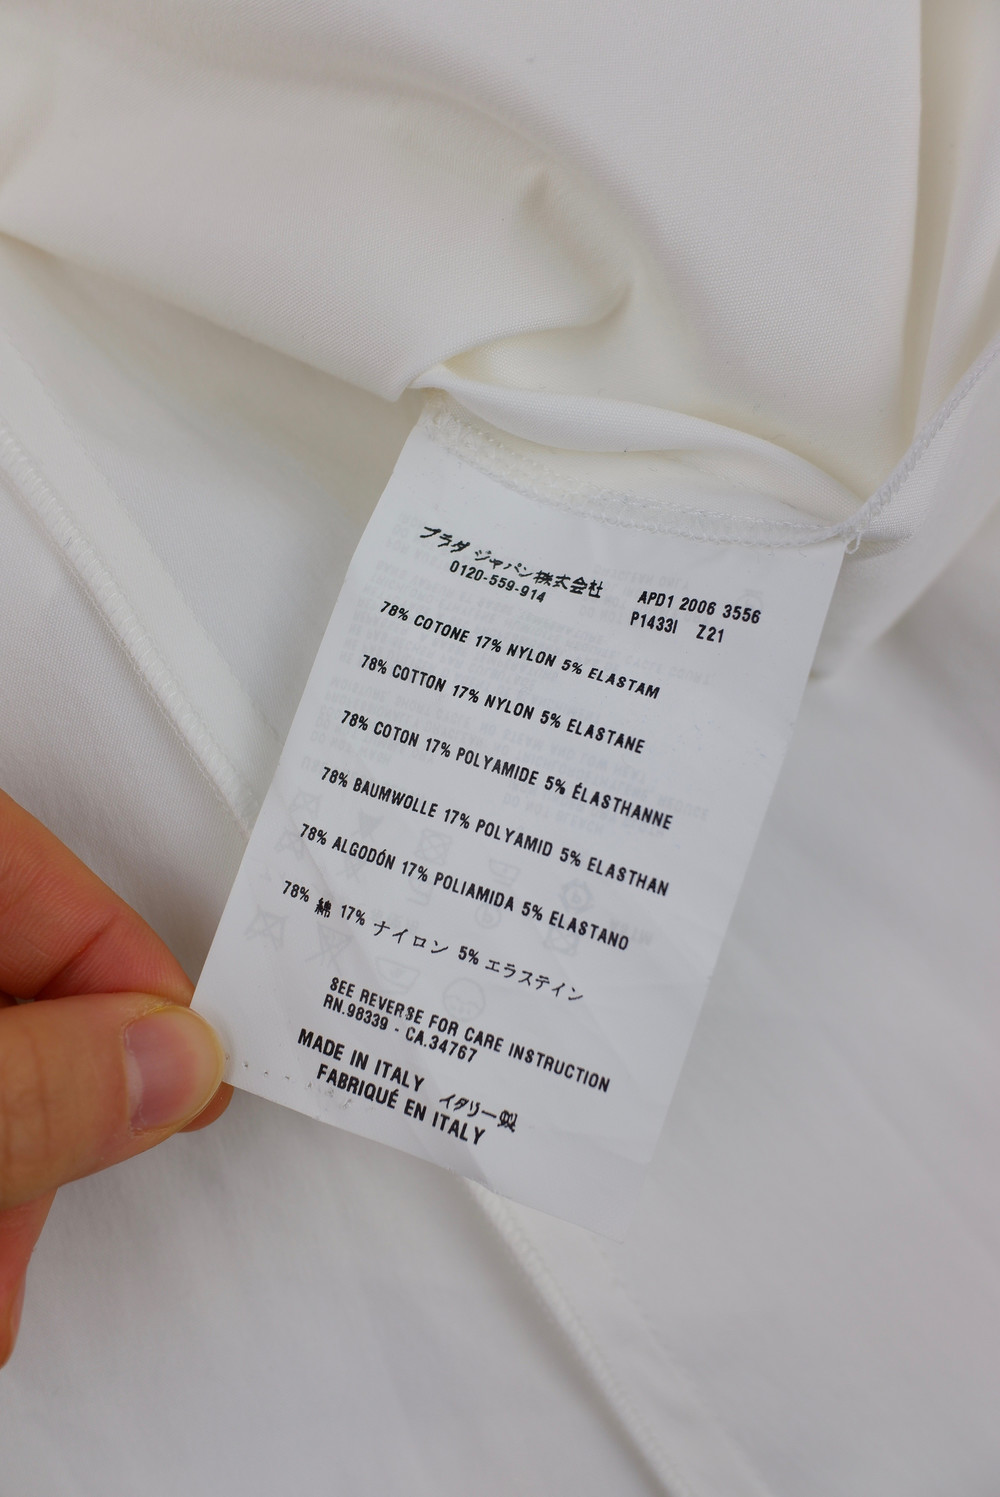 プラダ ジャパン株式会社
0120-559-914
APD1 2006 3556
P1433I Z21
78% COTONE 17% NYLON 5% ELASTAM
78% COTTON 17% NYLON 5% ELASTANE
78% COTON 17% POLYAMIDE 5% ÉLASTHANNE
78% BAUMWOLLE 17% POLYAMID 5% ELASTHAN
78% ALGODÓN 17% POLIAMIDA 5% ELASTANO
78% 綿 17% ナイロン 5% エラステイン
SEE REVERSE FOR CARE INSTRUCTION
RN.98339 - CA.34767
MADE IN ITALY イタリー製
FABRIQUÉ EN ITALY